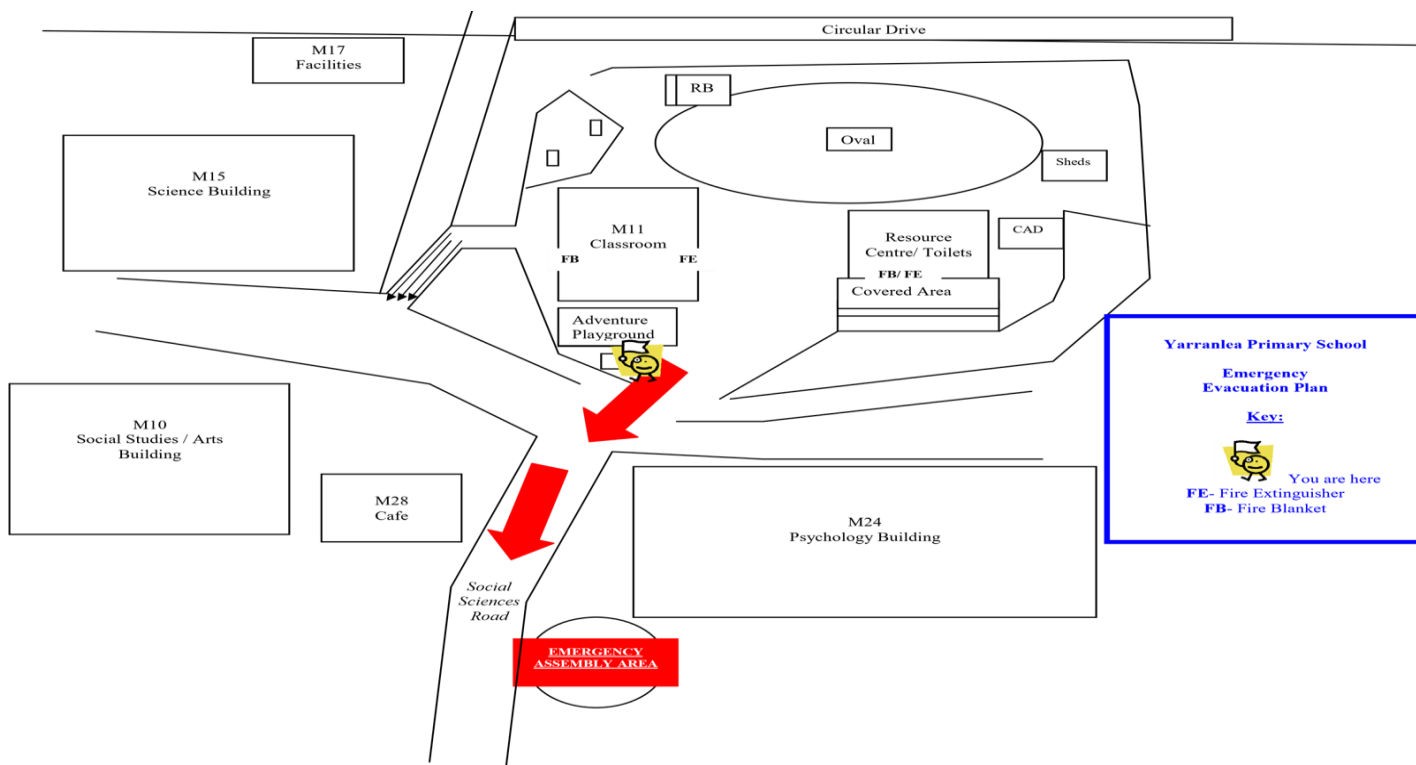 Circular Drive
M17
Facilities
RB
Oval
Sheds
M15
Science Building
M11
Classroom
FB
FE
Resource
Centre/ Toilets
FB/ FE
Covered Area
CAD
Adventure
Playground
M10
Social Studies / Arts
Building
M28
Cafe
M24
Psychology Building
Social
Sciences
Road
EMERGENCY
ASSEMBLY AREA
Yarranlea Primary School
Emergency
Evacuation Plan
Key:
You are here
FE- Fire Extinguisher
FB- Fire Blanket